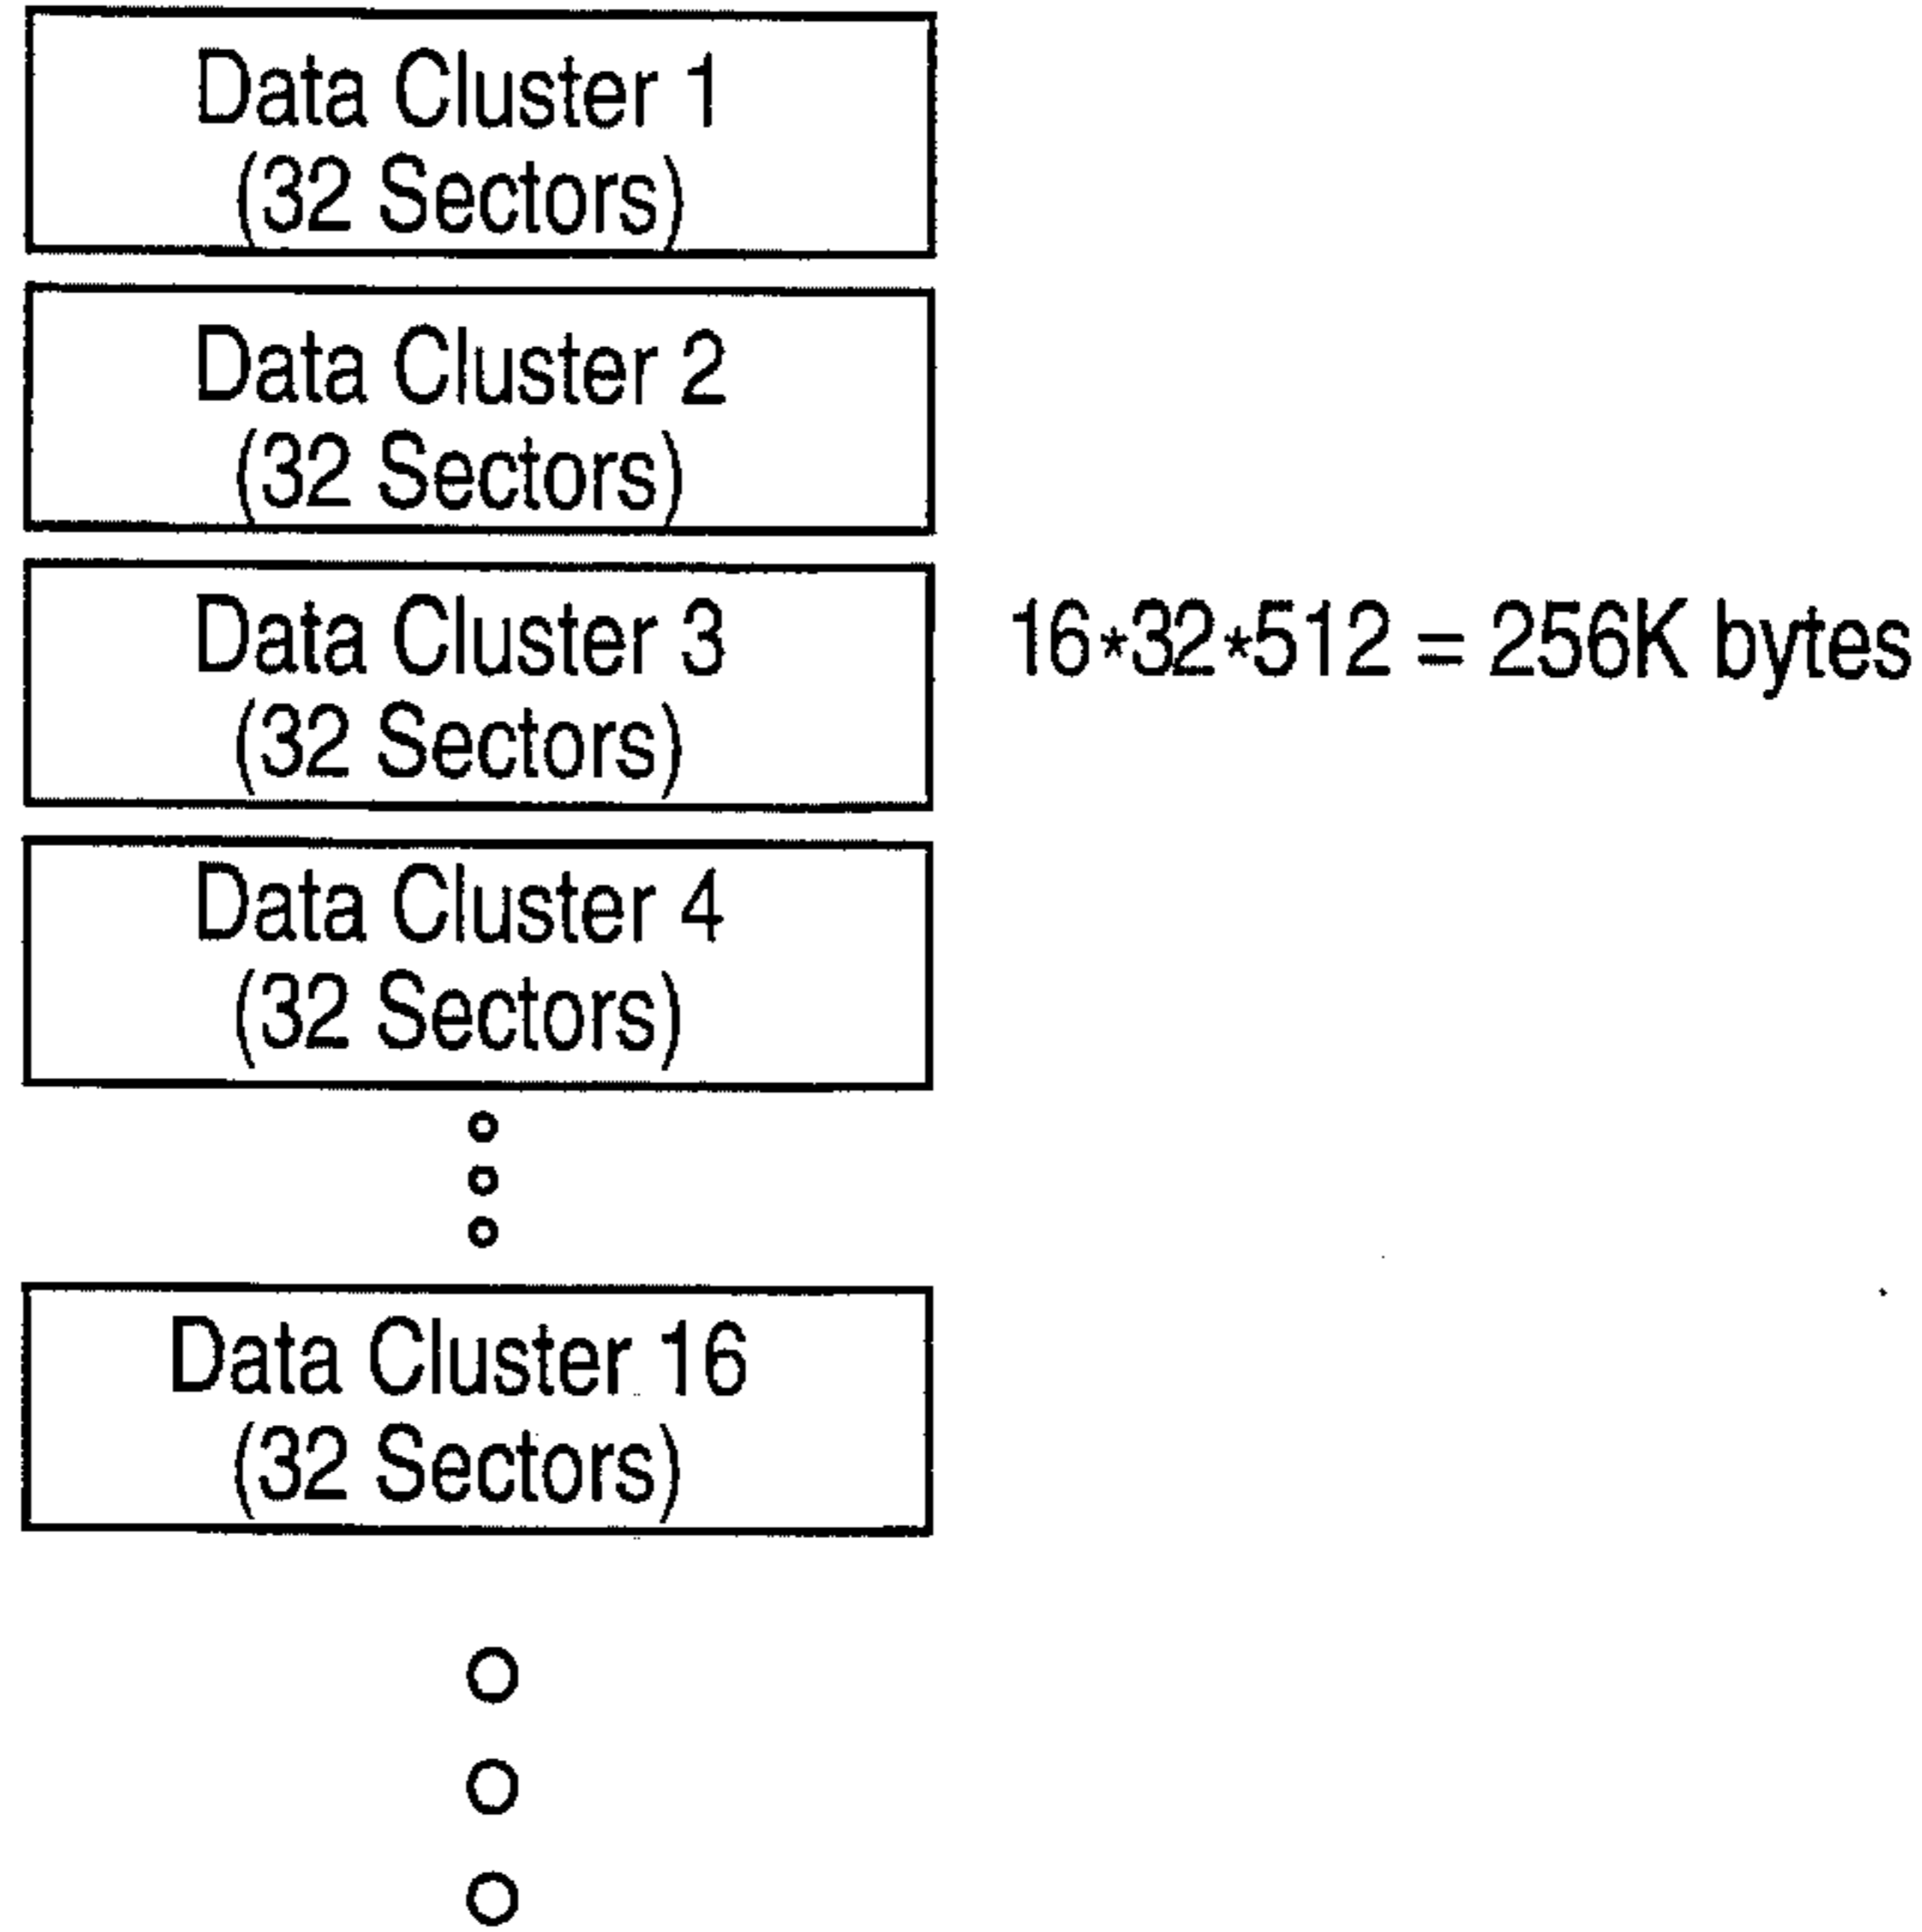 Data Cluster 1
(32 Sectors)
Data Cluster 2
(32 Sectors)
Data Cluster 3
(32 Sectors)
16*32*512 = 256K bytes
Data Cluster 4
(32 Sectors)
Data Cluster 16
(32 Sectors)